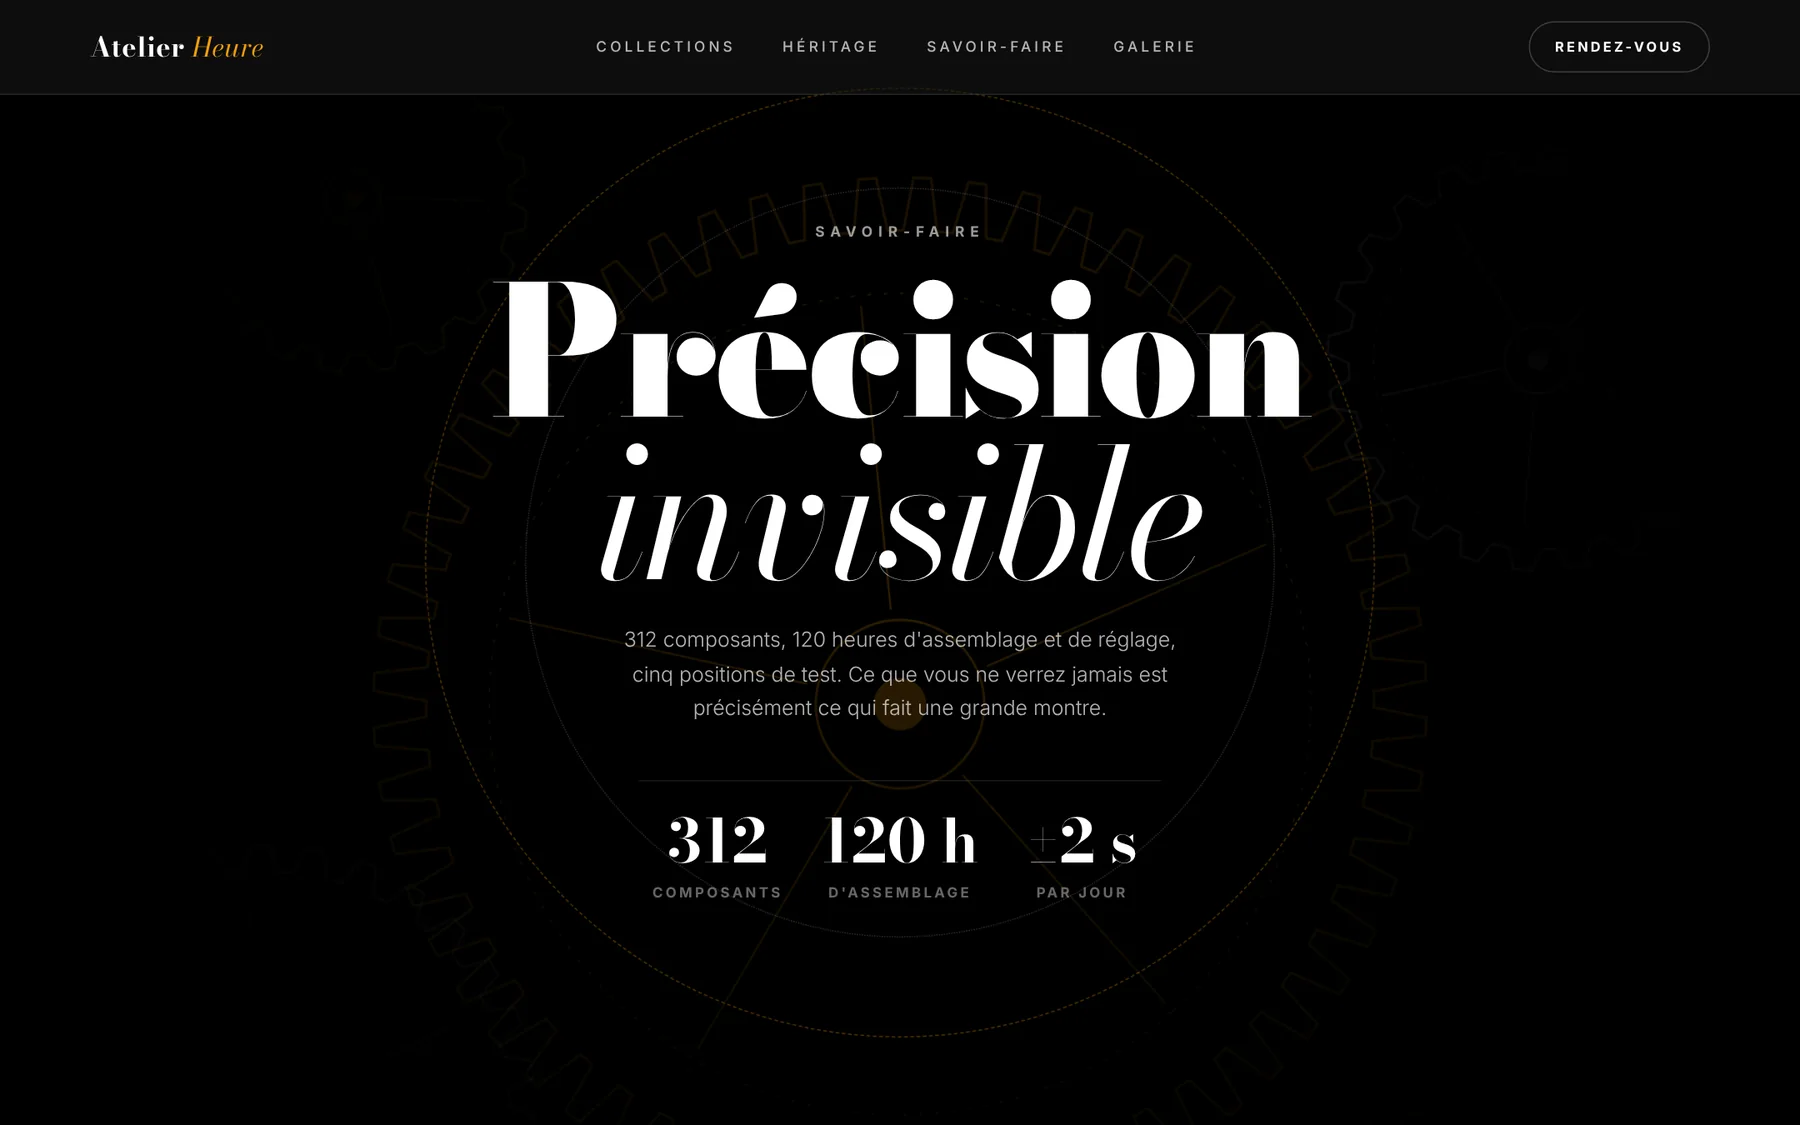 Atelier Heure
COLLECTIONS
HÉRITAGE
SAVOIR-FAIRE
GALERIE
RENDEZ-VOUS
SAVOIR-FAIRE
Précision
invisible
312 composants, 120 heures d'assemblage et de réglage,
cinq positions de test. Ce que vous ne verrez jamais est
précisément ce qui fait une grande montre.
312
COMPOSANTS
120 h
D'ASSEMBLAGE
±2 s
PAR JOUR